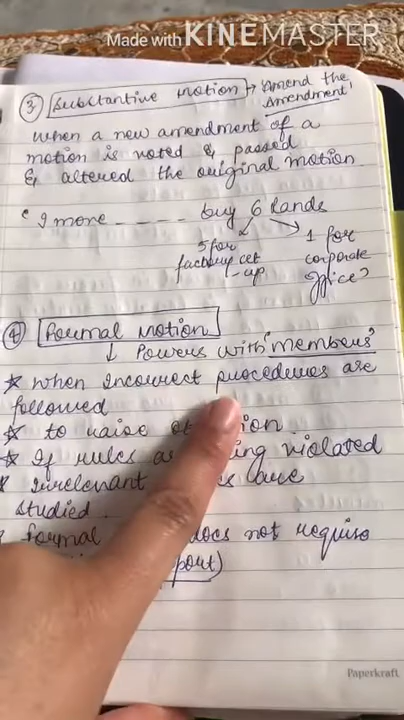 Made with KINEMASTER
③ Substantive motion → Amend the
Amendment'
when a new amendment of a
motion is voted & passed
& altered the original motion
" I move _ _ _ _ _ buy 6 lands
5 for 1 for
factory set corporate
- up office"
④ Formal Motion
↓ Powers with "members"
* when incorrect procedures are
followed
* to raise
* If rules violated
* irrelevant are
studied.
formal does not require
port)
Paperkraft